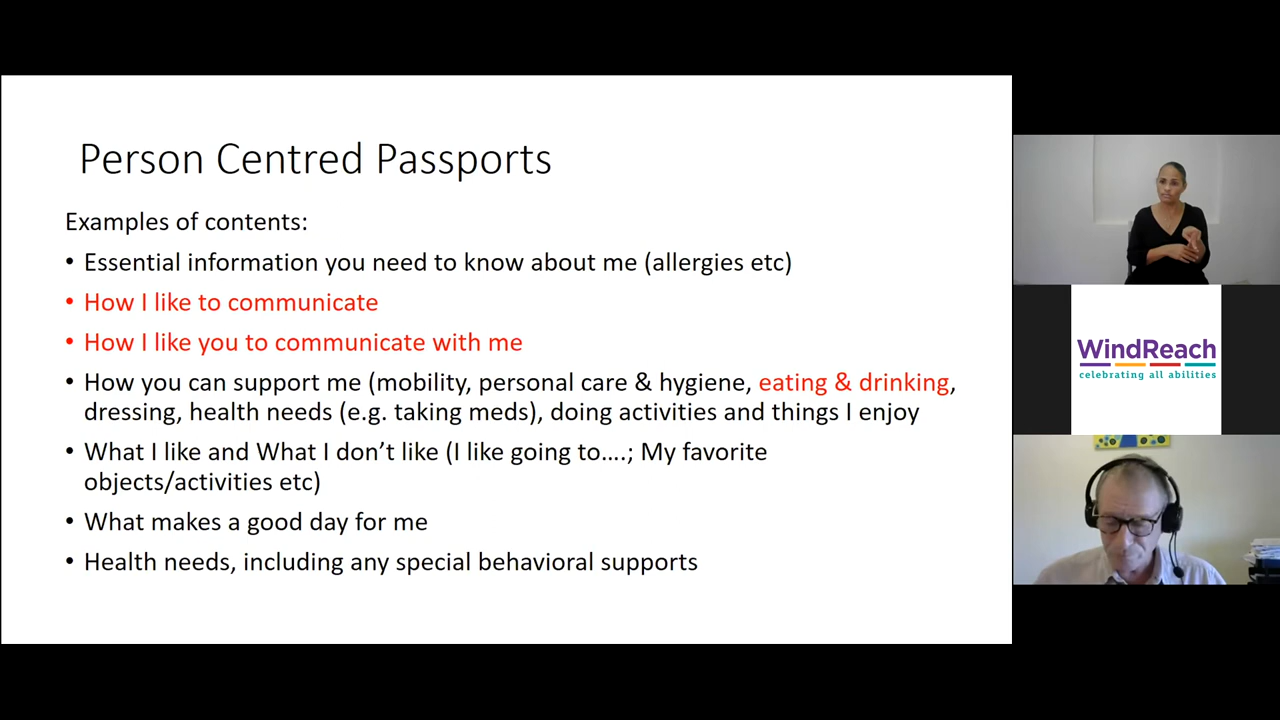 Person Centred Passports
Examples of contents:
• Essential information you need to know about me (allergies etc)
• How I like to communicate
• How I like you to communicate with me
• How you can support me (mobility, personal care & hygiene, eating & drinking,
dressing, health needs (e.g. taking meds), doing activities and things I enjoy
• What I like and What I don’t like (I like going to….; My favorite
objects/activities etc)
• What makes a good day for me
• Health needs, including any special behavioral supports
WindReach
celebrating all abilities